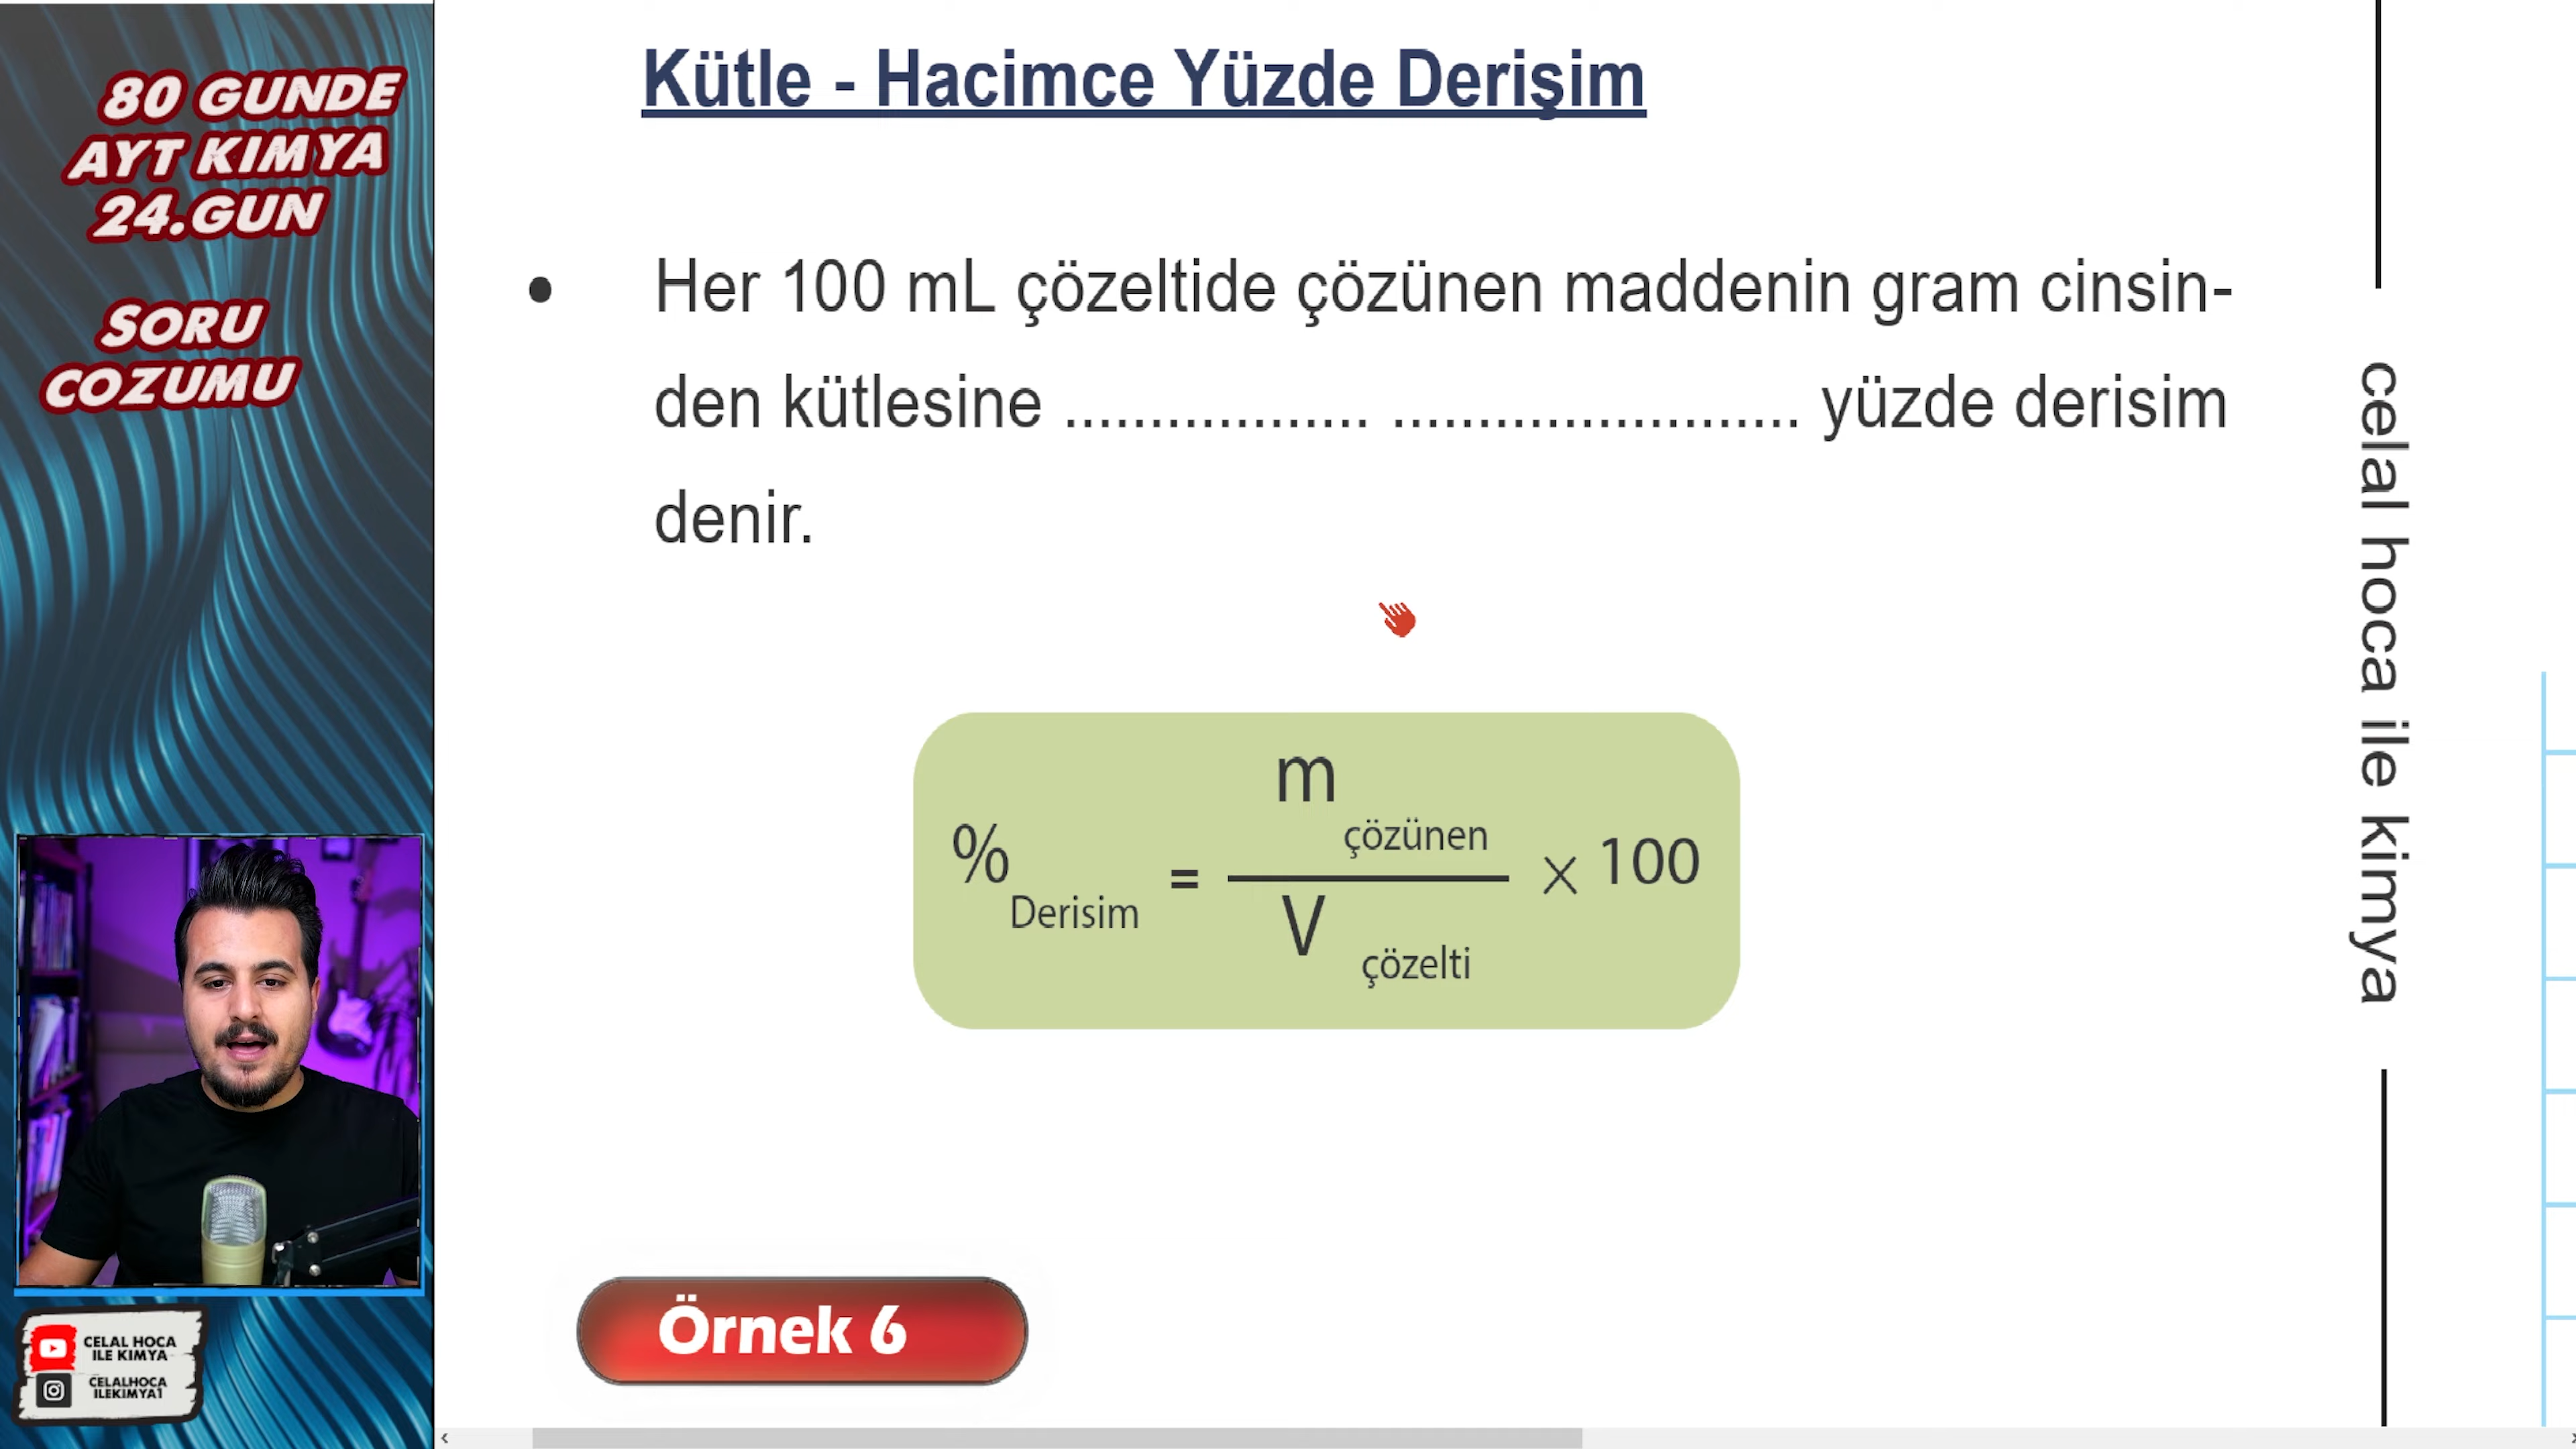 80 GUNDE
AYT KIMYA
24.GUN
SORU
COZUMU
Kütle - Hacimce Yüzde Derişim
• Her 100 mL çözeltide çözünen maddenin gram cinsin-
den kütlesine .................. ........................ yüzde derisim
denir.
% Derisim = m çözünen / V çözelti × 100
Örnek 6
celal hoca ile kimya
CELAL HOCA
ILE KIMYA
CELALHOCA
ILEKIMYA1